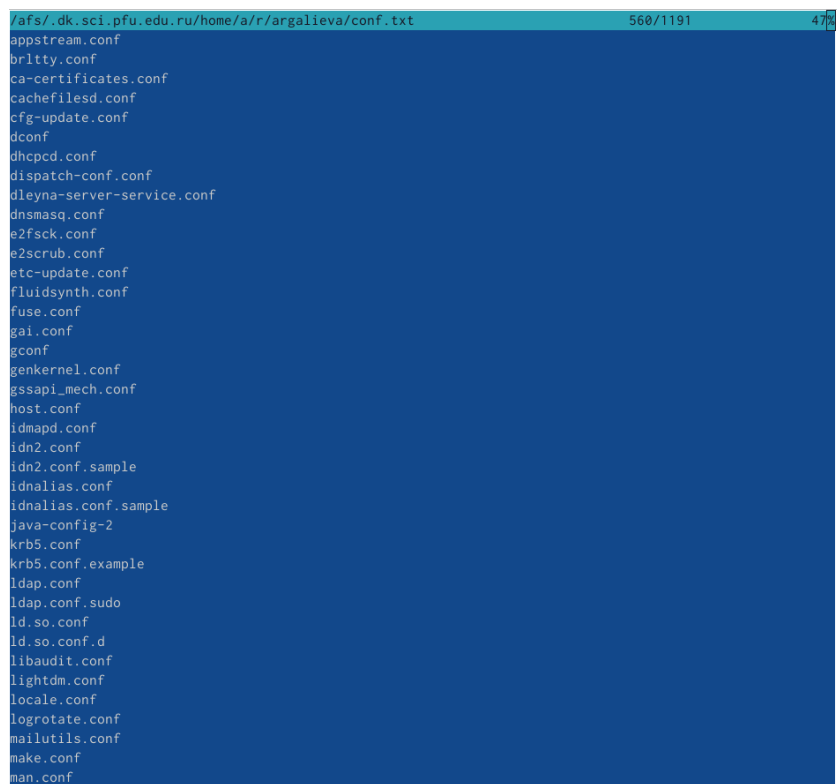 /afs/.dk.sci.pfu.edu.ru/home/a/r/argalieva/conf.txt 560/1191 47%
appstream.conf
brltty.conf
ca-certificates.conf
cachefilesd.conf
cfg-update.conf
dconf
dhcpcd.conf
dispatch-conf.conf
dleyna-server-service.conf
dnsmasq.conf
e2fsck.conf
e2scrub.conf
etc-update.conf
fluidsynth.conf
fuse.conf
gai.conf
gconf
genkernel.conf
gssapi_mech.conf
host.conf
idmapd.conf
idn2.conf
idn2.conf.sample
idnalias.conf
idnalias.conf.sample
java-config-2
krb5.conf
krb5.conf.example
ldap.conf
ldap.conf.sudo
ld.so.conf
ld.so.conf.d
libaudit.conf
lightdm.conf
locale.conf
logrotate.conf
mailutils.conf
make.conf
man.conf